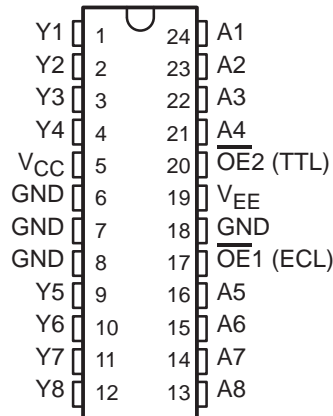 Y1 1 24 A1
Y2 2 23 A2
Y3 3 22 A3
Y4 4 21 A4
VCC 5 20 OE2 (TTL)
GND 6 19 VEE
GND 7 18 GND
GND 8 17 OE1 (ECL)
Y5 9 16 A5
Y6 10 15 A6
Y7 11 14 A7
Y8 12 13 A8